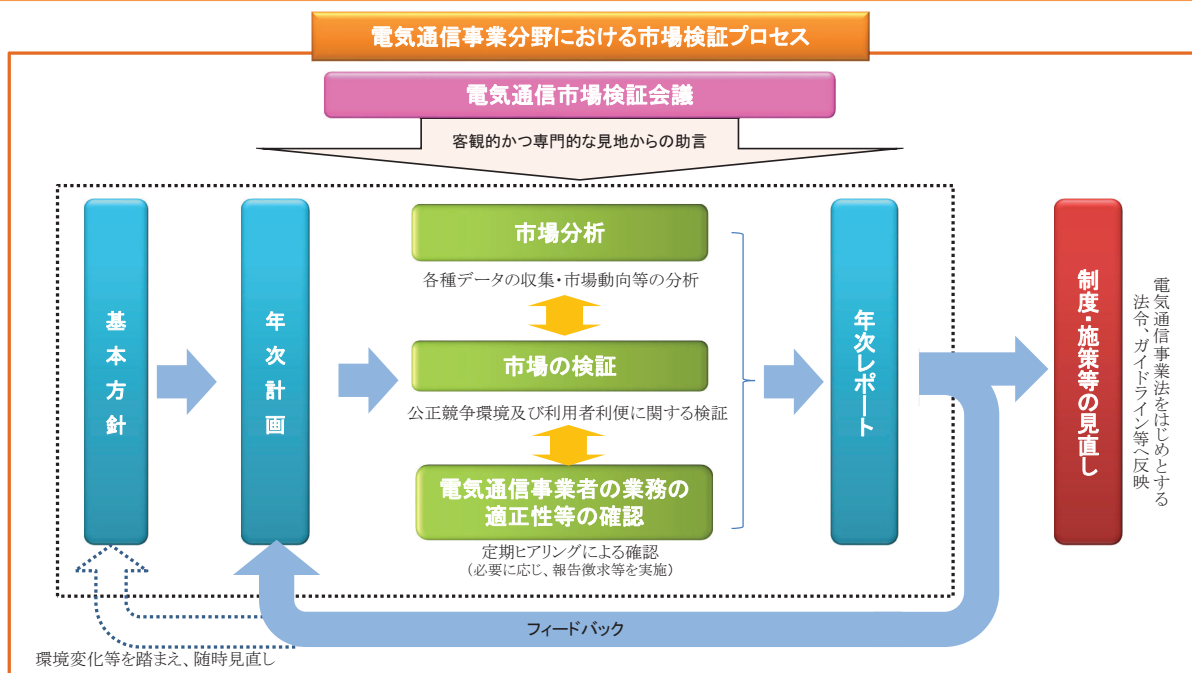 電気通信事業分野における市場検証プロセス
電気通信市場検証会議
客観的かつ専門的な見地からの助言
基本方針
年次計画
市場分析
各種データの収集・市場動向等の分析
市場の検証
公正競争環境及び利用者利便に関する検証
電気通信事業者の業務の
適正性等の確認
定期ヒアリングによる確認
（必要に応じ、報告徴求等を実施）
年次レポート
制度・施策等の見直し
電気通信事業法をはじめとする
法令、ガイドライン等へ反映
フィードバック
環境変化等を踏まえ、随時見直し